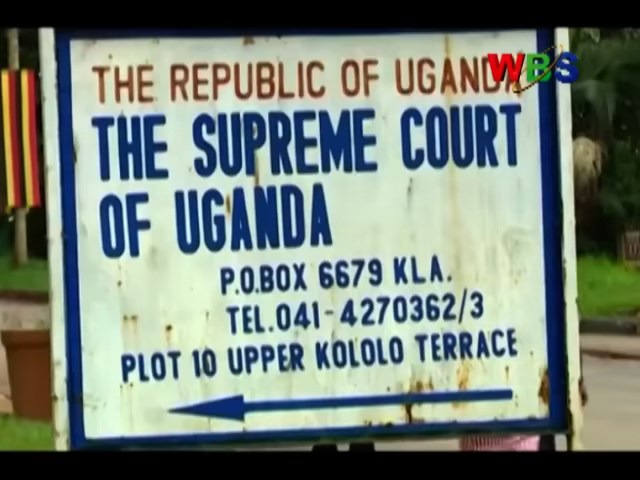 THE REPUBLIC OF UGANDA
WBS
THE SUPREME COURT
OF UGANDA
P.O.BOX 6679 KLA.
TEL.041-4270362/3
PLOT 10 UPPER KOLOLO TERRACE